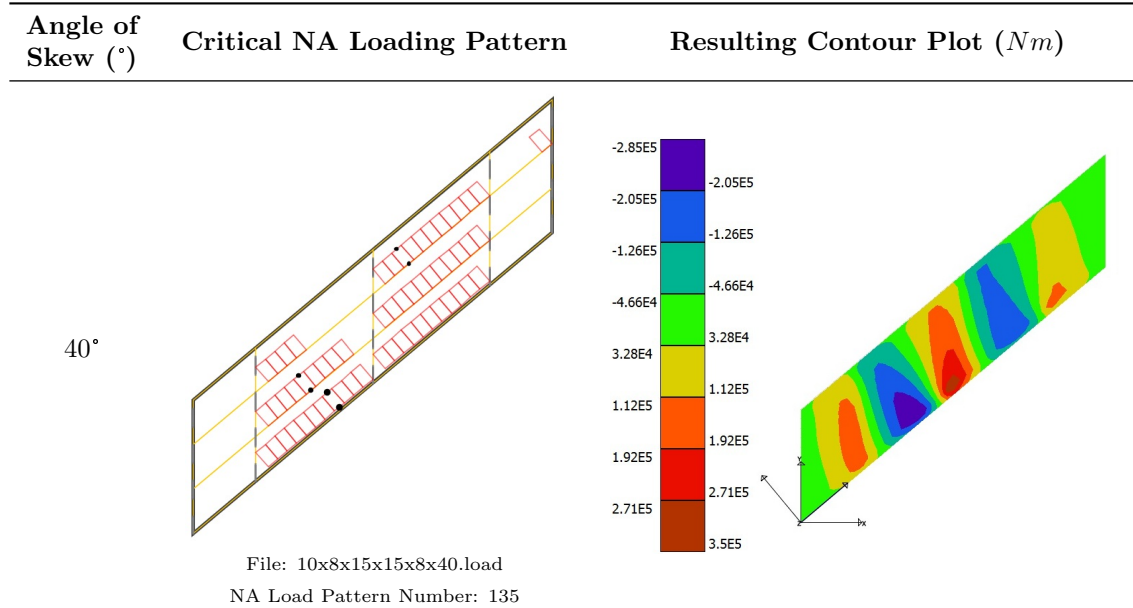 Angle of
Skew (°)
Critical NA Loading Pattern
Resulting Contour Plot (Nm)
40°
-2.85E5
-2.05E5
-2.05E5
-1.26E5
-1.26E5
-4.66E4
-4.66E4
3.28E4
3.28E4
1.12E5
1.12E5
1.92E5
1.92E5
2.71E5
2.71E5
3.5E5
Y
X
Z
File: 10x8x15x15x8x40.load
NA Load Pattern Number: 135